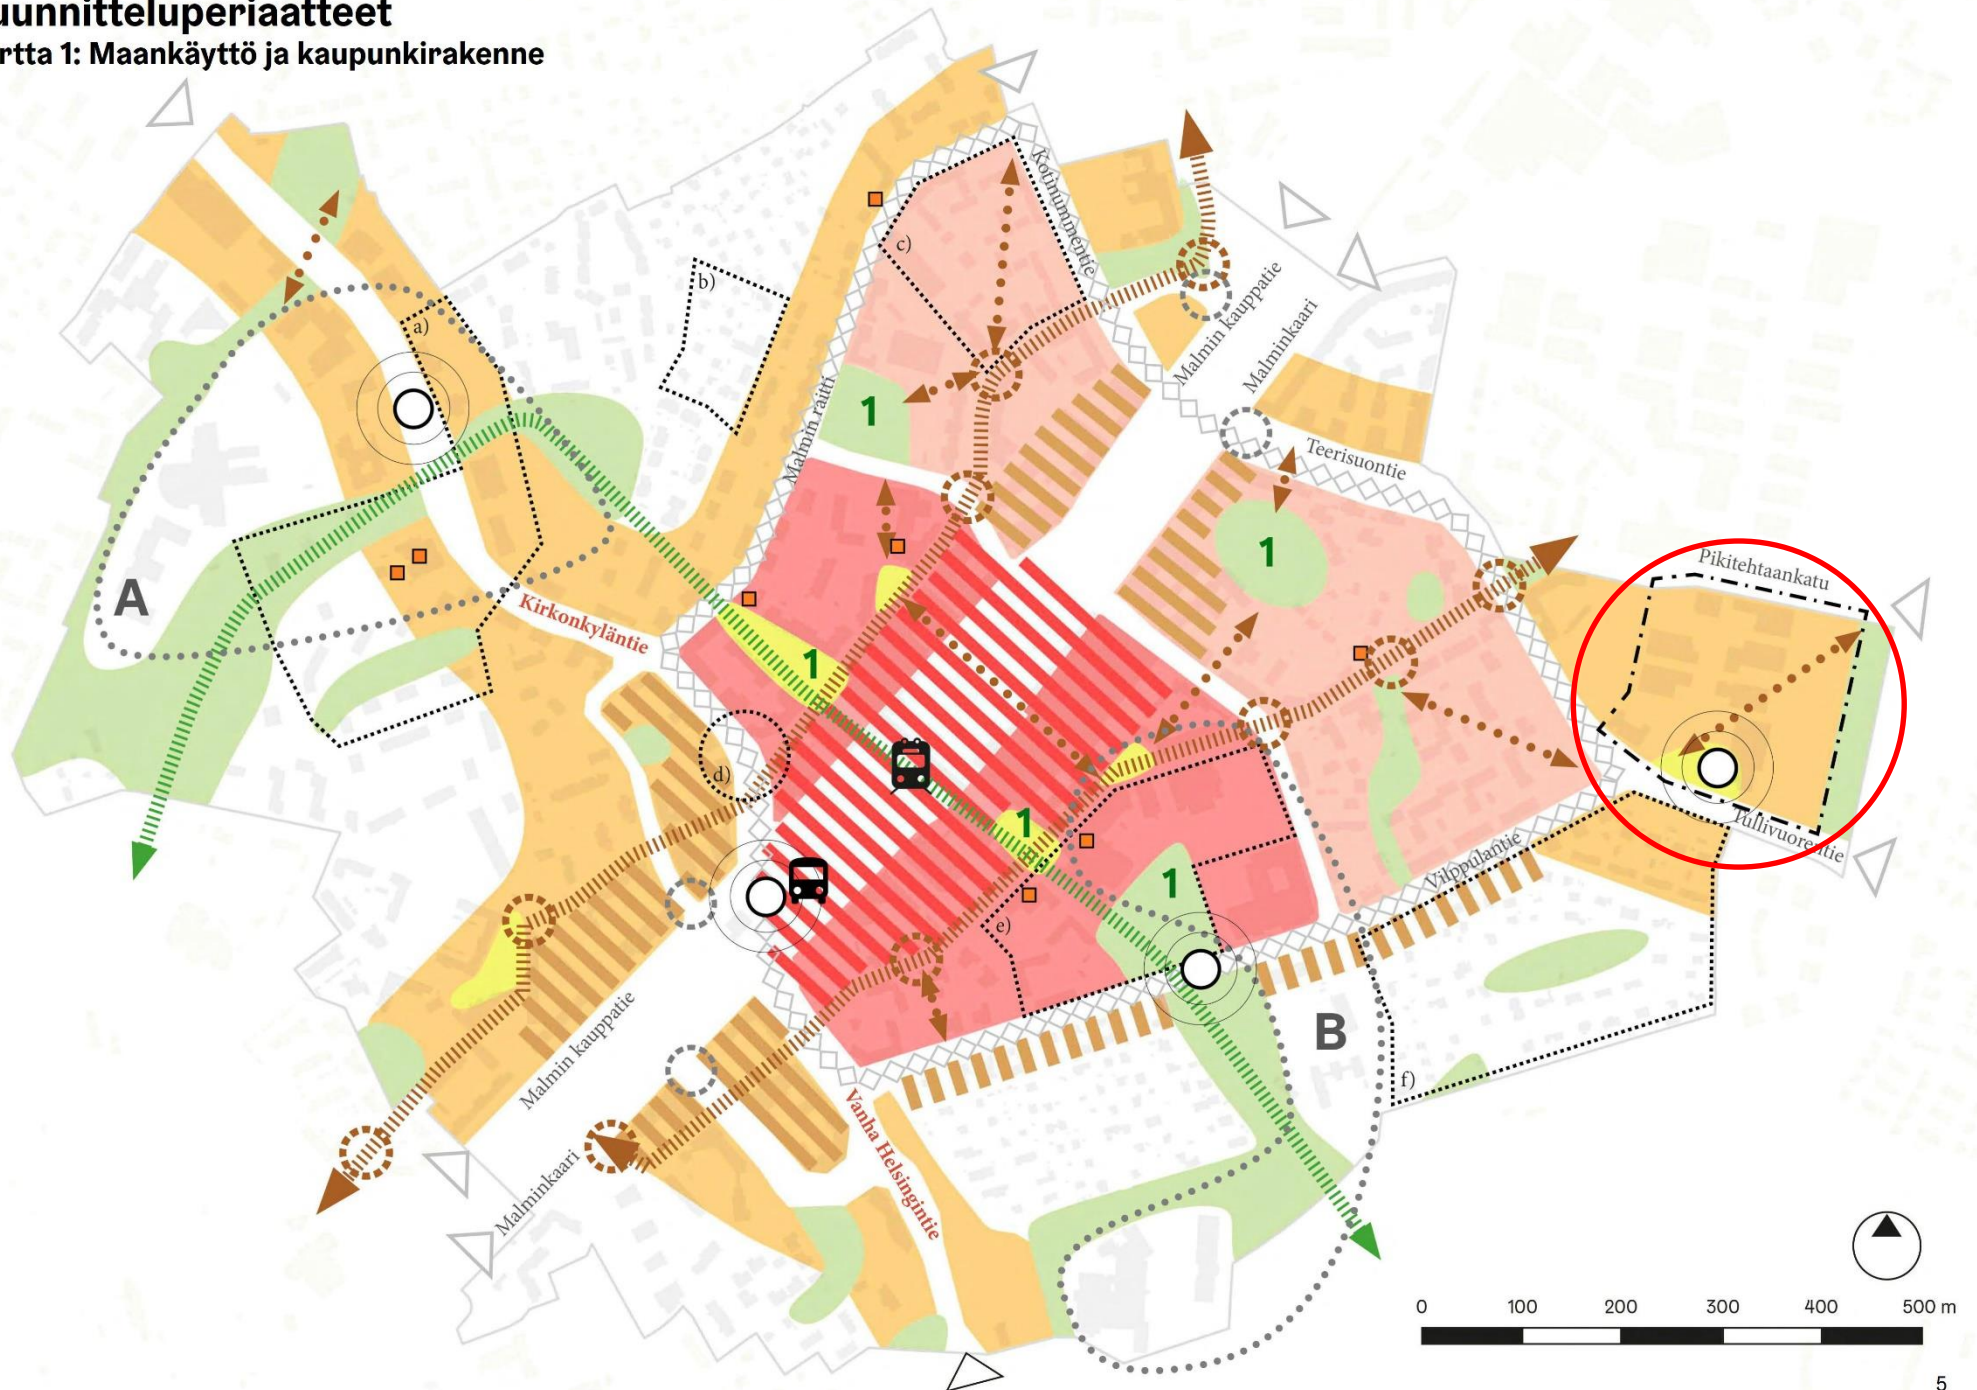 uunnitteluperiaatteet
rtta 1: Maankäyttö ja kaupunkirakenne
Kotinummentie
c)
b)
a)
Malmin kauppatie
Malminkaari
Malmin raitti
1
Teerisuontie
1
Pikitehtaankatu
A
Kirkonkyläntie
1
d)
1
Tullivuorentie
Vilppulantie
1
e)
B
Malmin kauppatie
f)
Vanha Helsingintie
Malminkaari
0 100 200 300 400 500 m
5